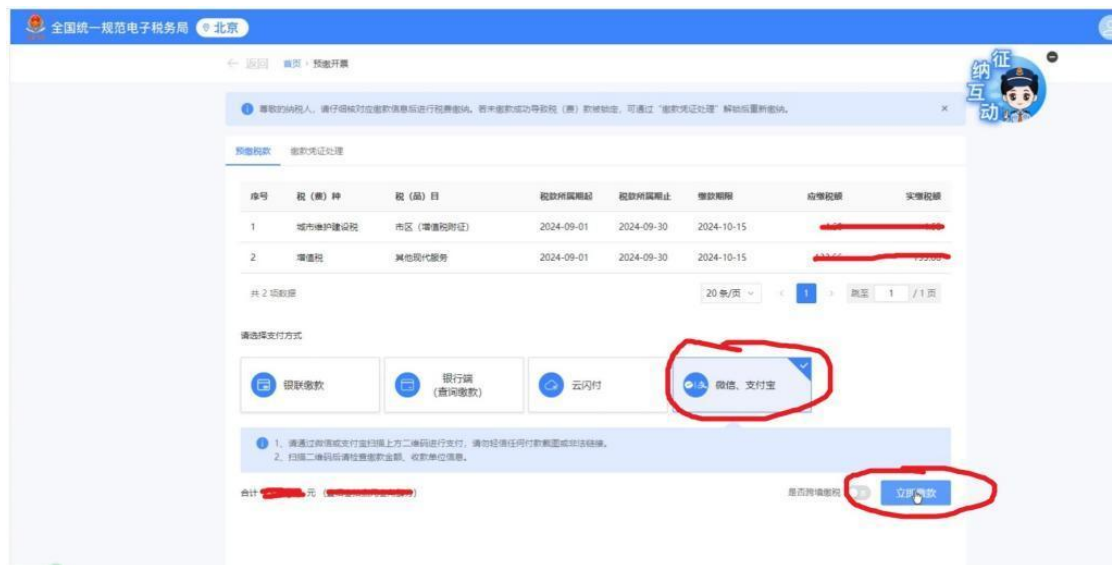 全国统一规范电子税务局 北京
← 返回 首页 › 预缴开票
征纳互动
尊敬的纳税人，请仔细核对应缴款信息后进行税费缴纳。若未缴款成功导致税（费）款被锁定，可通过“缴款凭证处理”解锁后重新缴纳。 ×
预缴税款 缴款凭证处理
序号 税（费）种 税（品）目 税款所属期起 税款所属期止 缴款期限 应缴税额 实缴税额
1 城市维护建设税 市区（增值税附征） 2024-09-01 2024-09-30 2024-10-15
2 增值税 其他现代服务 2024-09-01 2024-09-30 2024-10-15
共 2 项数据 20 条/页 1 跳至 1 / 1 页
请选择支付方式
银联缴款 银行端（查询缴款） 云闪付 微信、支付宝
1、请通过微信或支付宝扫描上方二维码进行支付，请勿轻信任何付款截图或非法链接。
2、扫描二维码后请检查缴款金额、收款单位信息。
合计 元 是否跨境缴税 立即缴款